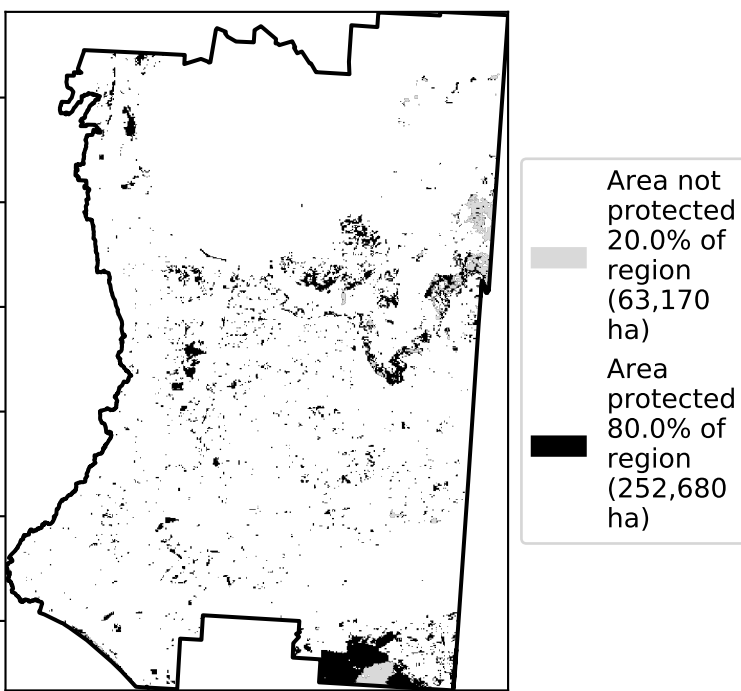 Area not
protected
20.0% of
region
(63,170
ha)
Area
protected
80.0% of
region
(252,680
ha)